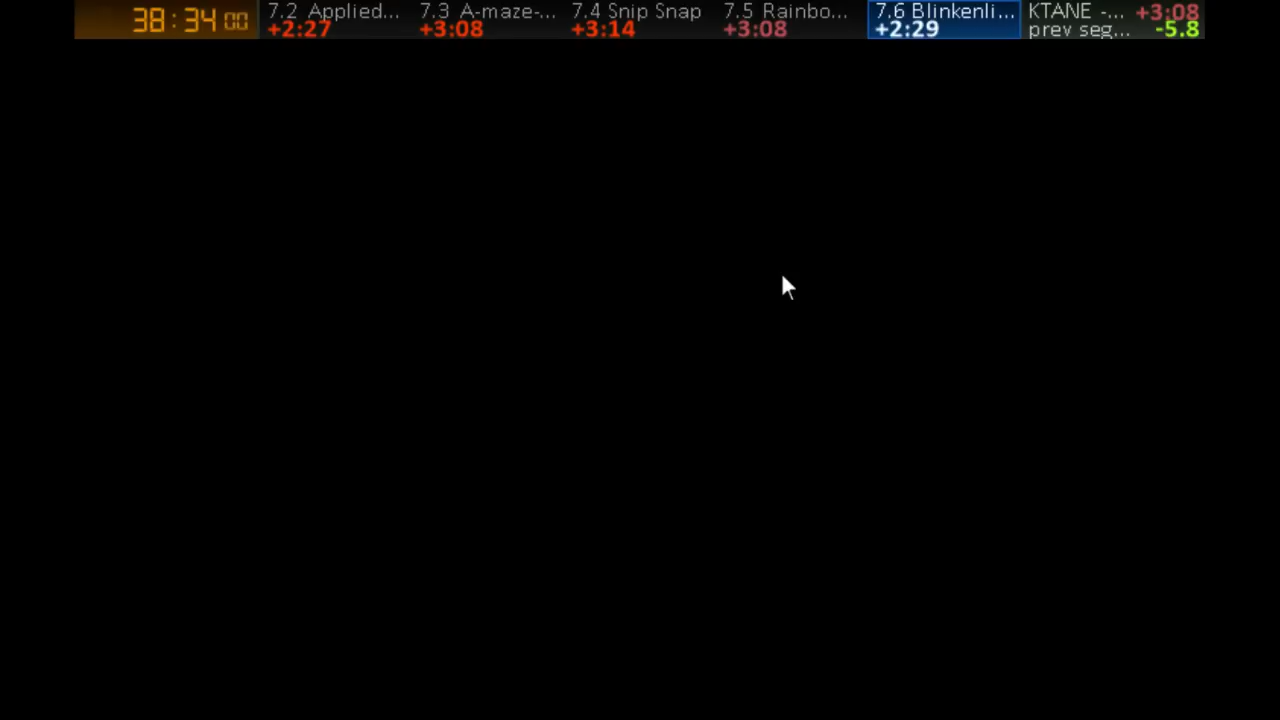 38:34 00
7.2 Applied...
+2:27
7.3 A-maze-...
+3:08
7.4 Snip Snap
+3:14
7.5 Rainbo...
+3:08
7.6 Blinkenli...
+2:29
KTANE -... +3:08
prev seg... -5.8